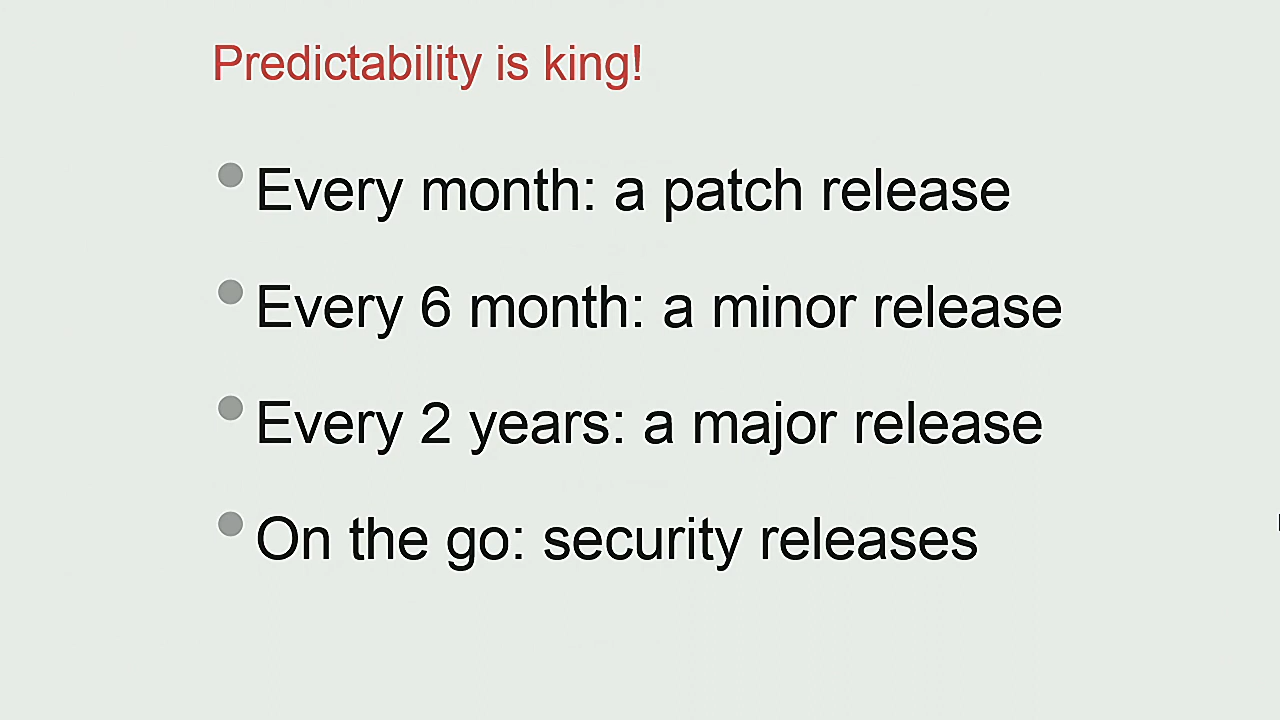 Predictability is king!
Every month: a patch release
Every 6 month: a minor release
Every 2 years: a major release
On the go: security releases